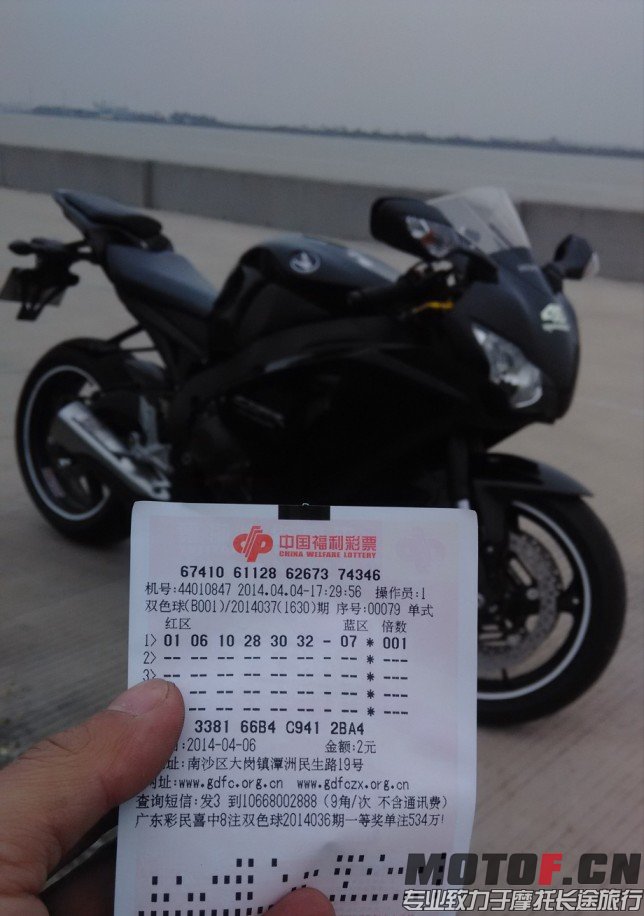 中国福利彩票
CHINA WELFARE LOTTERY
67410 61128 62673 74346
机号:44010847 2014.04.04-17:29:56 操作员:1
双色球(B001)/2014037(1630)期 序号:00079 单式
红区 蓝区 倍数
1> 01 06 10 28 30 32 - 07 * 001
2> -- -- -- -- -- -- - -- * ---
3> -- -- -- -- -- -- - -- * ---
-- -- -- -- -- - -- * ---
-- -- -- -- -- - -- * ---
3381 66B4 C941 2BA4
:2014-04-06 金额:2元
址:南沙区大岗镇潭洲民生路19号
网址:www.gdfc.org.cn www.gdfczx.org.cn
查询短信:发3 到10668002888(9角/次 不含通讯费)
广东彩民喜中8注双色球2014036期一等奖单注534万!
MOTOF.CN
专业致力于摩托长途旅行